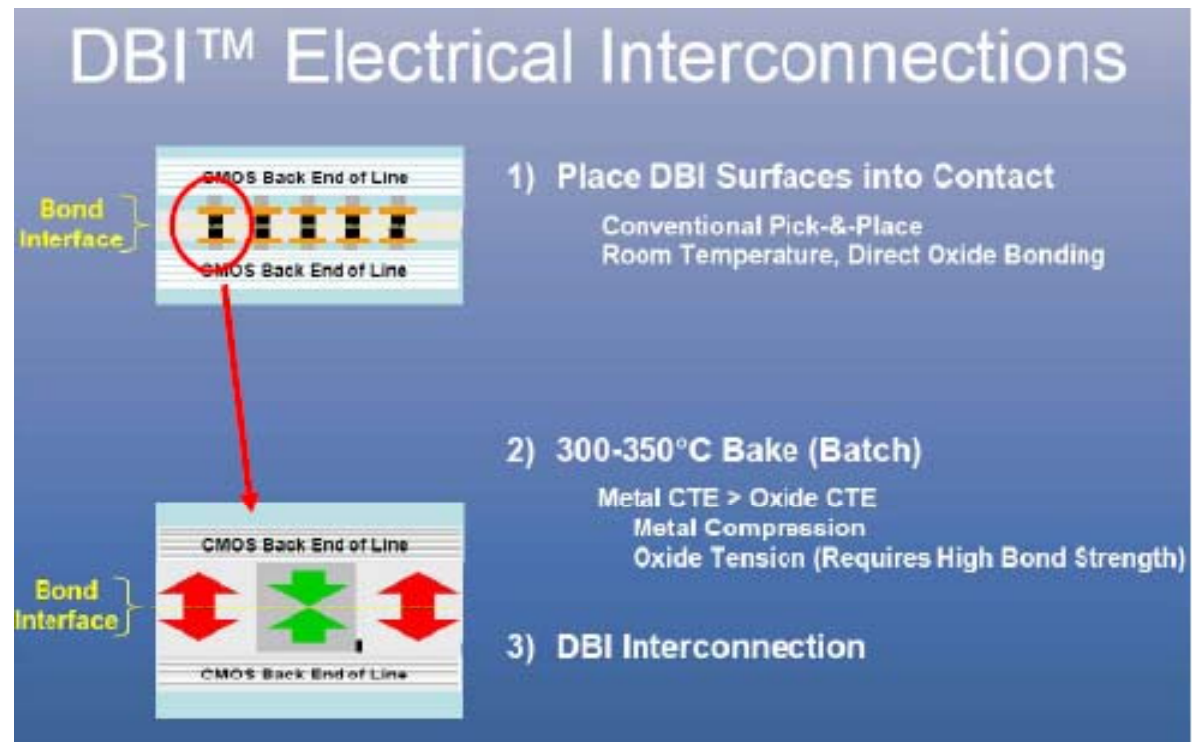 DBI™ Electrical Interconnections
CMOS Back End of Line
Bond
Interface
CMOS Back End of Line
1) Place DBI Surfaces into Contact
Conventional Pick-&-Place
Room Temperature, Direct Oxide Bonding
2) 300-350°C Bake (Batch)
Metal CTE > Oxide CTE
Metal Compression
Oxide Tension (Requires High Bond Strength)
CMOS Back End of Line
Bond
Interface
CMOS Back End of Line
3) DBI Interconnection